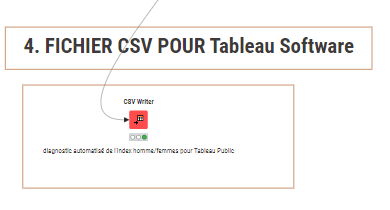 4. FICHIER CSV POUR Tableau Software
CSV Writer
diagnostic automatisé de l'index homme/femmes pour Tableau Public